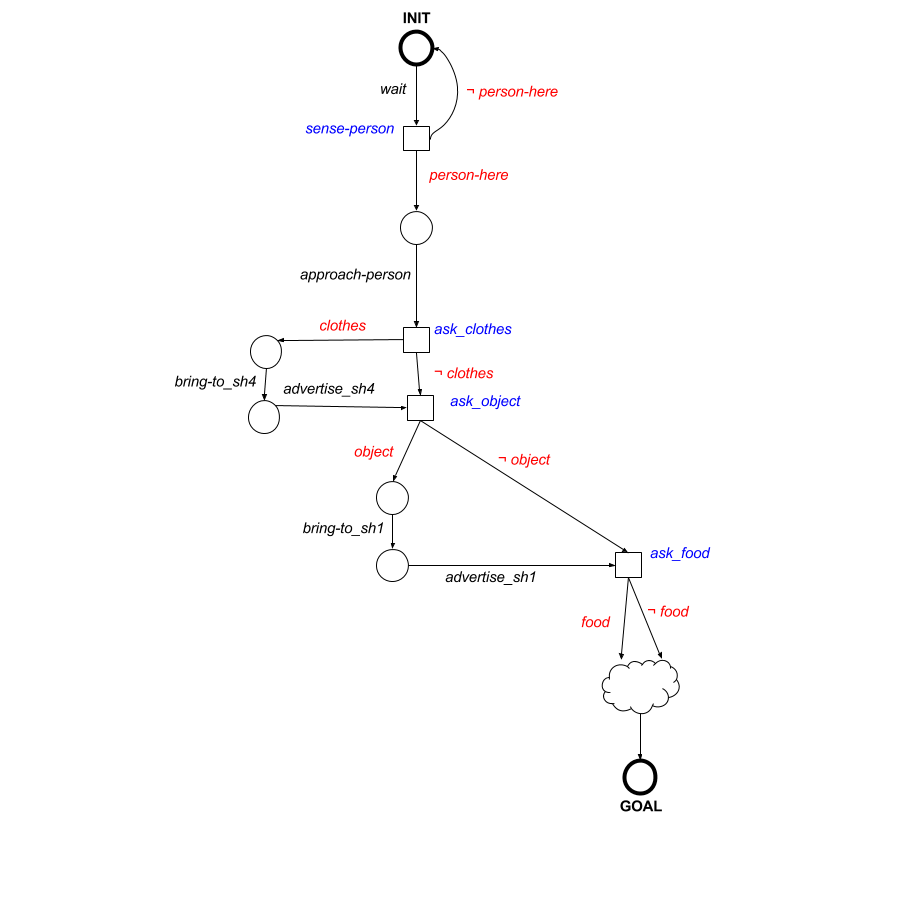 INIT
wait
¬ person-here
sense-person
person-here
approach-person
clothes
ask_clothes
¬ clothes
bring-to_sh4
advertise_sh4
ask_object
object
¬ object
bring-to_sh1
ask_food
advertise_sh1
food
¬ food
GOAL